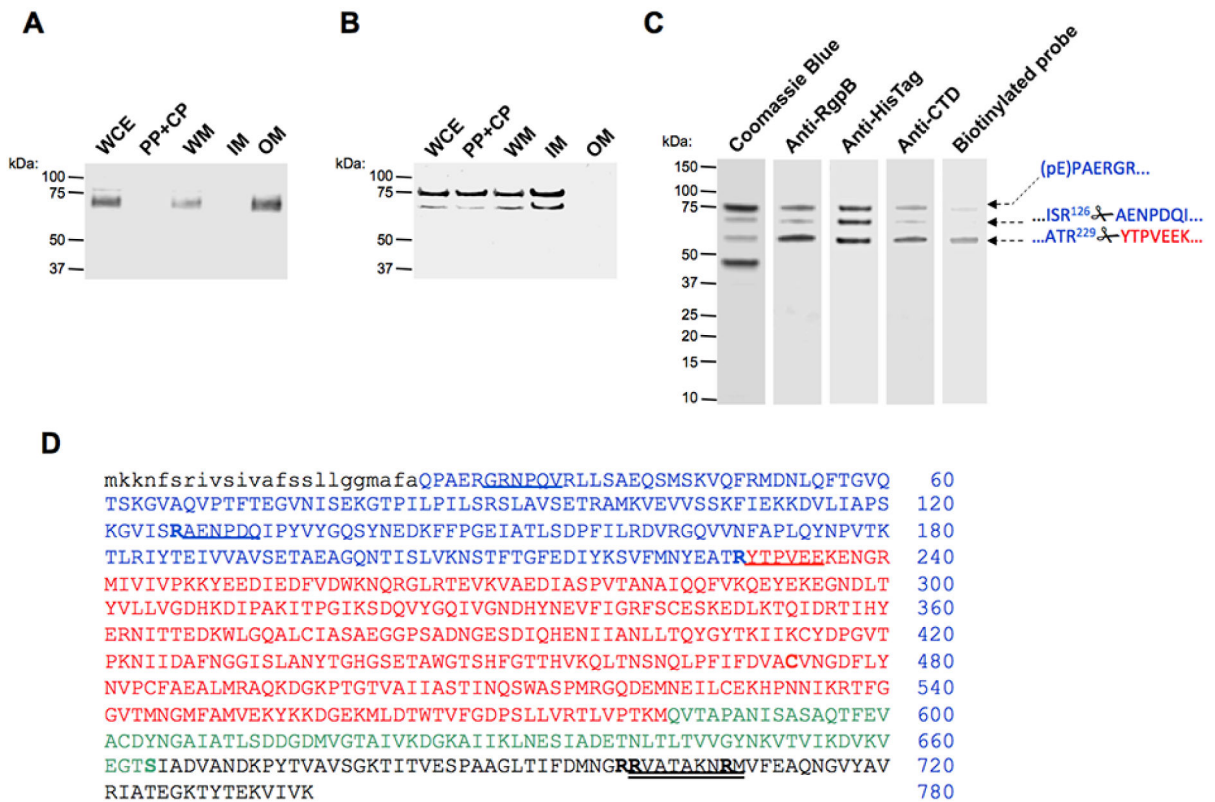 A
WCE PP+CP WM IM OM
kDa:
100
75
50
37
B
WCE PP+CP WM IM OM
kDa:
100
75
50
37
C
Coomasie Blue Anti-RgpB Anti-HisTag Anti-CTD Biotinylated probe
kDa:
150
100
75
50
37
25
20
15
10
(pE)PAERGR...
...ISR126 AENPDQI...
...ATR229 YTPVEEK...
D
mkknfsrivsivafssllggmafaQPAERGRNPQVRLLSAEQSMSKVQFRMDNLQFTGVQ 60
TSKGVAQVPTFTEGVNISEKGTPILPILSRSLAVSETRAMKVEVVSSKFIEKKDVLIAPS 120
KGVISRAENPDQIPYVYGQSYNEDKFFPGEIATLSDPFILRDVRGQVVNFAPLQYNPVTK 180
TLRIYTEIVVAVSETAEAGQNTISLVKNSTFTGFEDIYKSVFMNYEATRYTPVEEKENGR 240
MIVIVPKKYEEDIEDFVDWKNQRGLRTEVKVAEDIASPVTANAIQQFVKQEYEKEGNDLT 300
YVLLVGDHKDIPAKITPGIKSDQVYGQIVGNDHYNEVFIGRFSCESKEDLKTQIDRTIHY 360
ERNITTEDKWLGQALCIASAEGGPSADNGESDIQHENIIANLLTQYGYTKIIKCYDPGVT 420
PKNIIDAFNGGISLANYTGHGSETAWGTSHFGTTHVKQLTNSNQLPFIFDVACVNGDFLY 480
NVPCFAEALMRAQKDGKPTGTVAIIASTINQSWASPMRGQDEMNEILCEKHPNNIKRTFG 540
GVTMNGMFAMVEKYKKDGEKMLDTWTVFGDPSLLVRTLVPTKMQVTAPANISASAQTFEV 600
ACDYNGAIATLSDDGDMVGTAIVKDGKAIIKLNESIADETNLTLTVVGYNKVTVIKDVKV 660
EGTSIADVANDKPYTVAVSGKTITVESPAAGLTIFDMNGRRVATAKNRMVFEAQNGVYAV 720
RIATEGKTYTEKVIVK 780